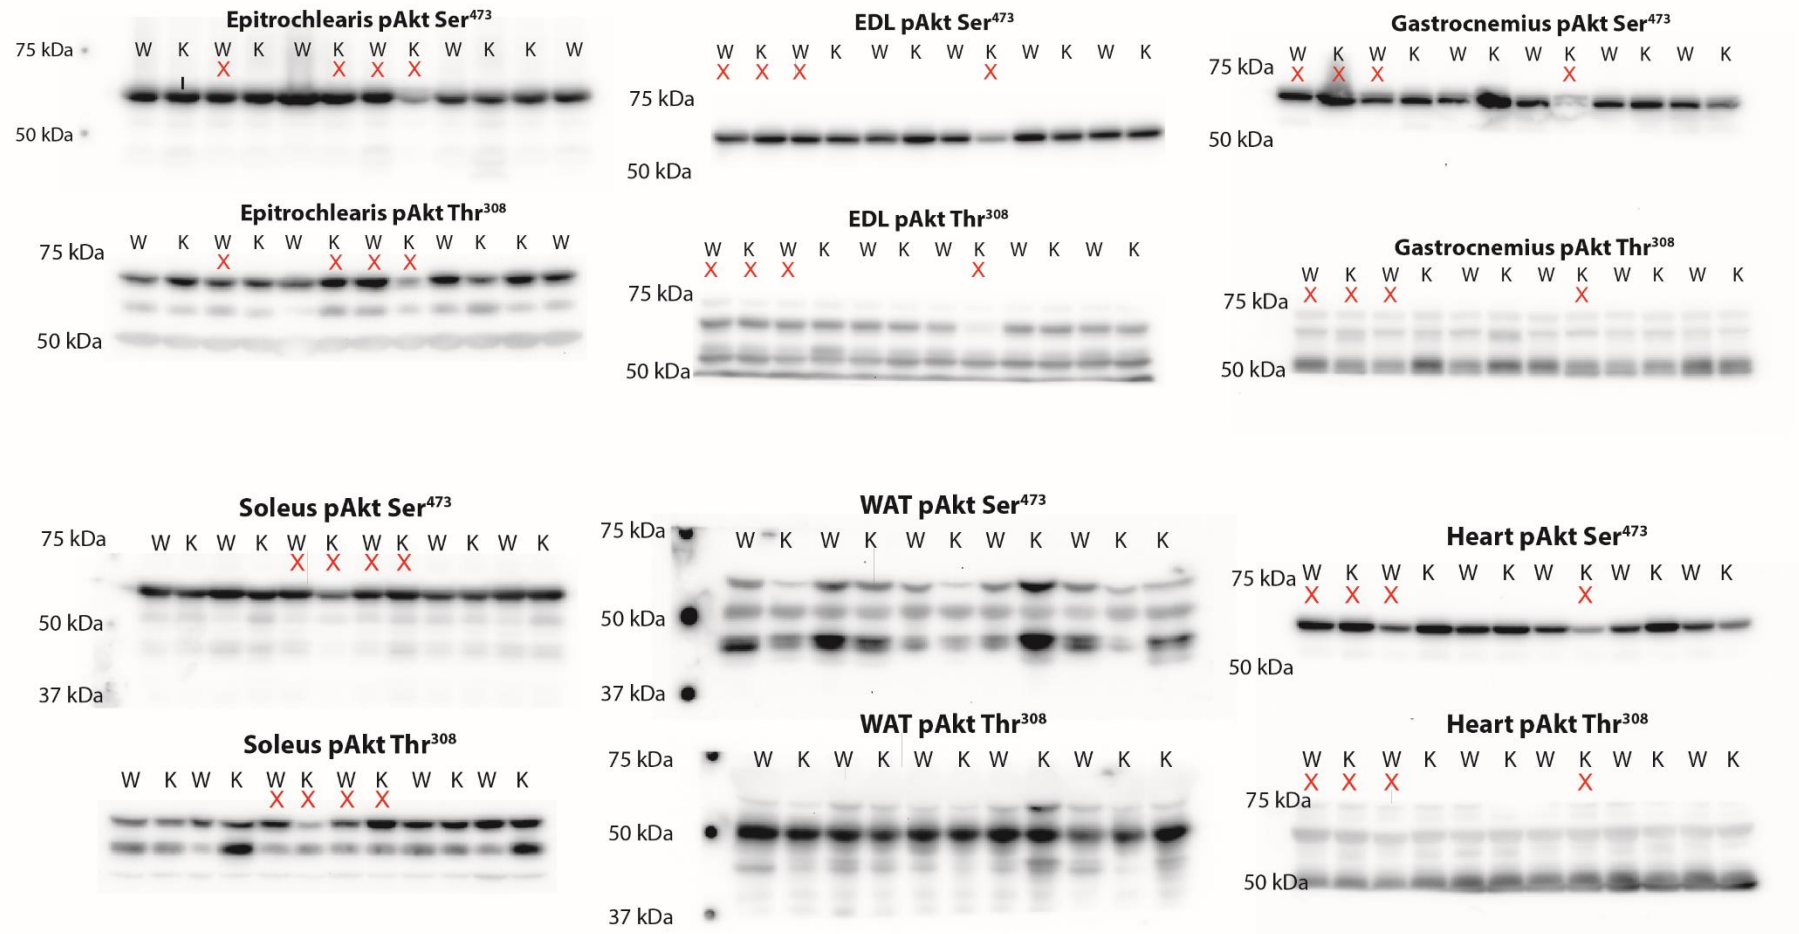 Epitrochlearis pAkt Ser473
75 kDa
W K W K W K W K W K K W
X X X X
50 kDa
Epitrochlearis pAkt Thr308
75 kDa
W K W K W K W K W K K W
X X X X
50 kDa
EDL pAkt Ser473
W K W K W K W K W K W K
X X X X
75 kDa
50 kDa
EDL pAkt Thr308
W K W K W K W K W K W K
X X X X
75 kDa
50 kDa
Gastrocnemius pAkt Ser473
W K W K W K W K W K W K
75 kDa
X X X X
50 kDa
Gastrocnemius pAkt Thr308
W K W K W K W K W K W K
75 kDa
X X X X
50 kDa
Soleus pAkt Ser473
75 kDa
W K W K W K W K W K W K
X X X X
50 kDa
37 kDa
Soleus pAkt Thr308
W K W K W K W K W K W K
X X X X
WAT pAkt Ser473
75 kDa
W K W K W K W K W K K
50 kDa
37 kDa
WAT pAkt Thr308
75 kDa
W K W K W K W K W K K
50 kDa
37 kDa
Heart pAkt Ser473
75 kDa
W K W K W K W K W K W K
X X X X
50 kDa
Heart pAkt Thr308
W K W K W K W K W K W K
X X X X
75 kDa
50 kDa